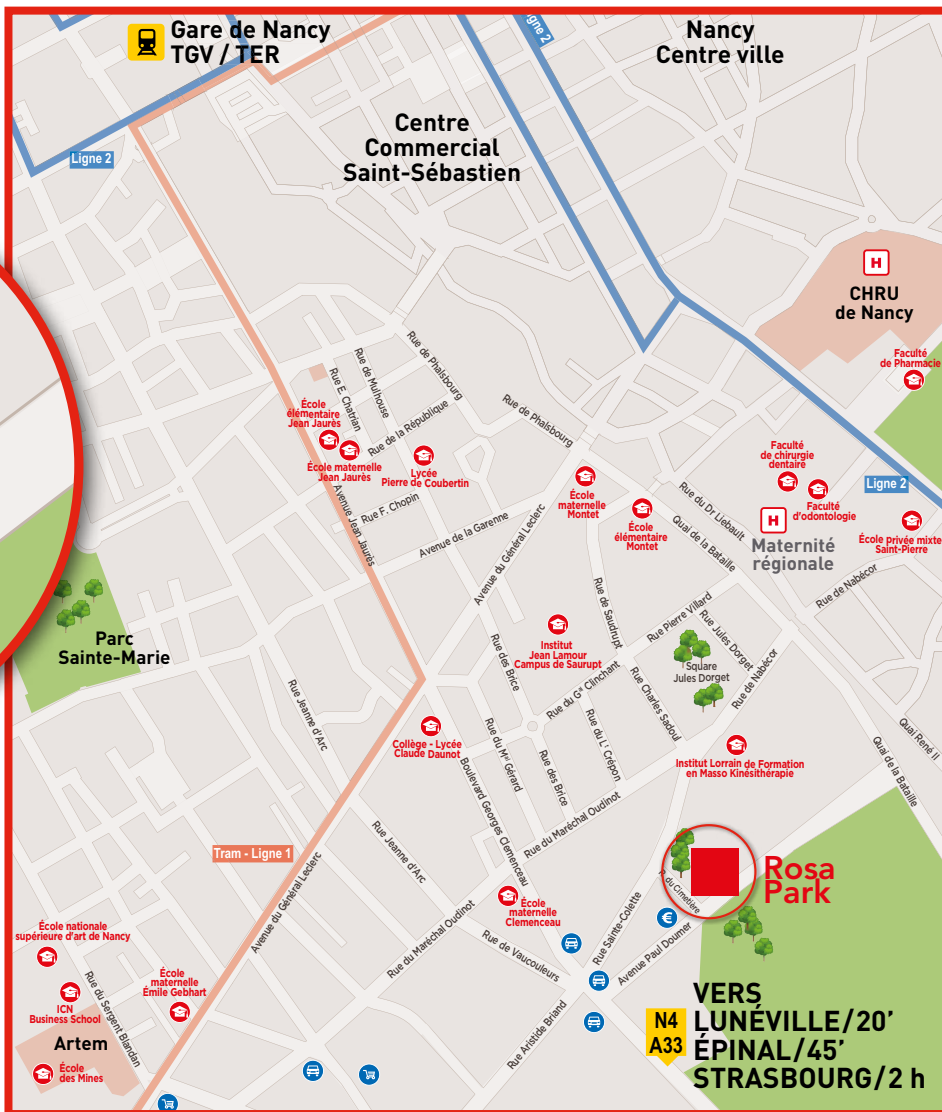 Gare de Nancy
TGV / TER
Nancy
Centre ville
Ligne 2
Centre
Commercial
Saint-Sébastien
Ligne 2
H
CHRU
de Nancy
Faculté
de Pharmacie
Rue de Phalsbourg
Rue de Mulhouse
Rue E. Chatrian
École
élémentaire
Jean Jaurès
Rue de la République
Rue de Phalsbourg
École maternelle
Jean Jaurès
Lycée
Pierre de Coubertin
Faculté
de chirurgie
dentaire
Ligne 2
Faculté
d'odontologie
École
maternelle
Montet
École
élémentaire
Montet
Rue du Dr Liebault
Quai de la Bataille
H
Maternité
régionale
École privée mixte
Saint-Pierre
Avenue Jean Jaurès
Rue F. Chopin
Avenue de la Garenne
Avenue du Général Leclerc
Rue de Saudrupt
Rue de Nabécor
Rue Pierre Villard
Rue Jules Dorget
Parc
Sainte-Marie
Institut
Jean Lamour
Campus de Saurupt
Square
Jules Dorget
Rue des Brice
Rue du Gal Clinchant
Rue Charles Sadoul
Rue de Nabécor
Rue Jeanne d'Arc
Collège - Lycée
Claude Daunot
Rue du Mal Gérard
Rue des Brice
Rue du Lt Crépon
Institut Lorrain de Formation
en Masso Kinésithérapie
Quai René II
Quai de la Bataille
Boulevard Georges Clemenceau
Rue du Maréchal Oudinot
Tram - Ligne 1
Rue Jeanne d'Arc
Avenue du Général Leclerc
Rosa
Park
R. du Cimetière
École
maternelle
Clemenceau
Rue du Maréchal Oudinot
Rue de Vaucouleurs
Rue Sainte-Colette
€
Avenue Paul Doumer
École nationale
supérieure d'art de Nancy
ICN
Business School
École
maternelle
Émile Gebhart
Rue du Sergent Blandan
Artem
École
des Mines
Rue Aristide Briand
N4
A33
VERS
LUNÉVILLE/20'
ÉPINAL/45'
STRASBOURG/2 h